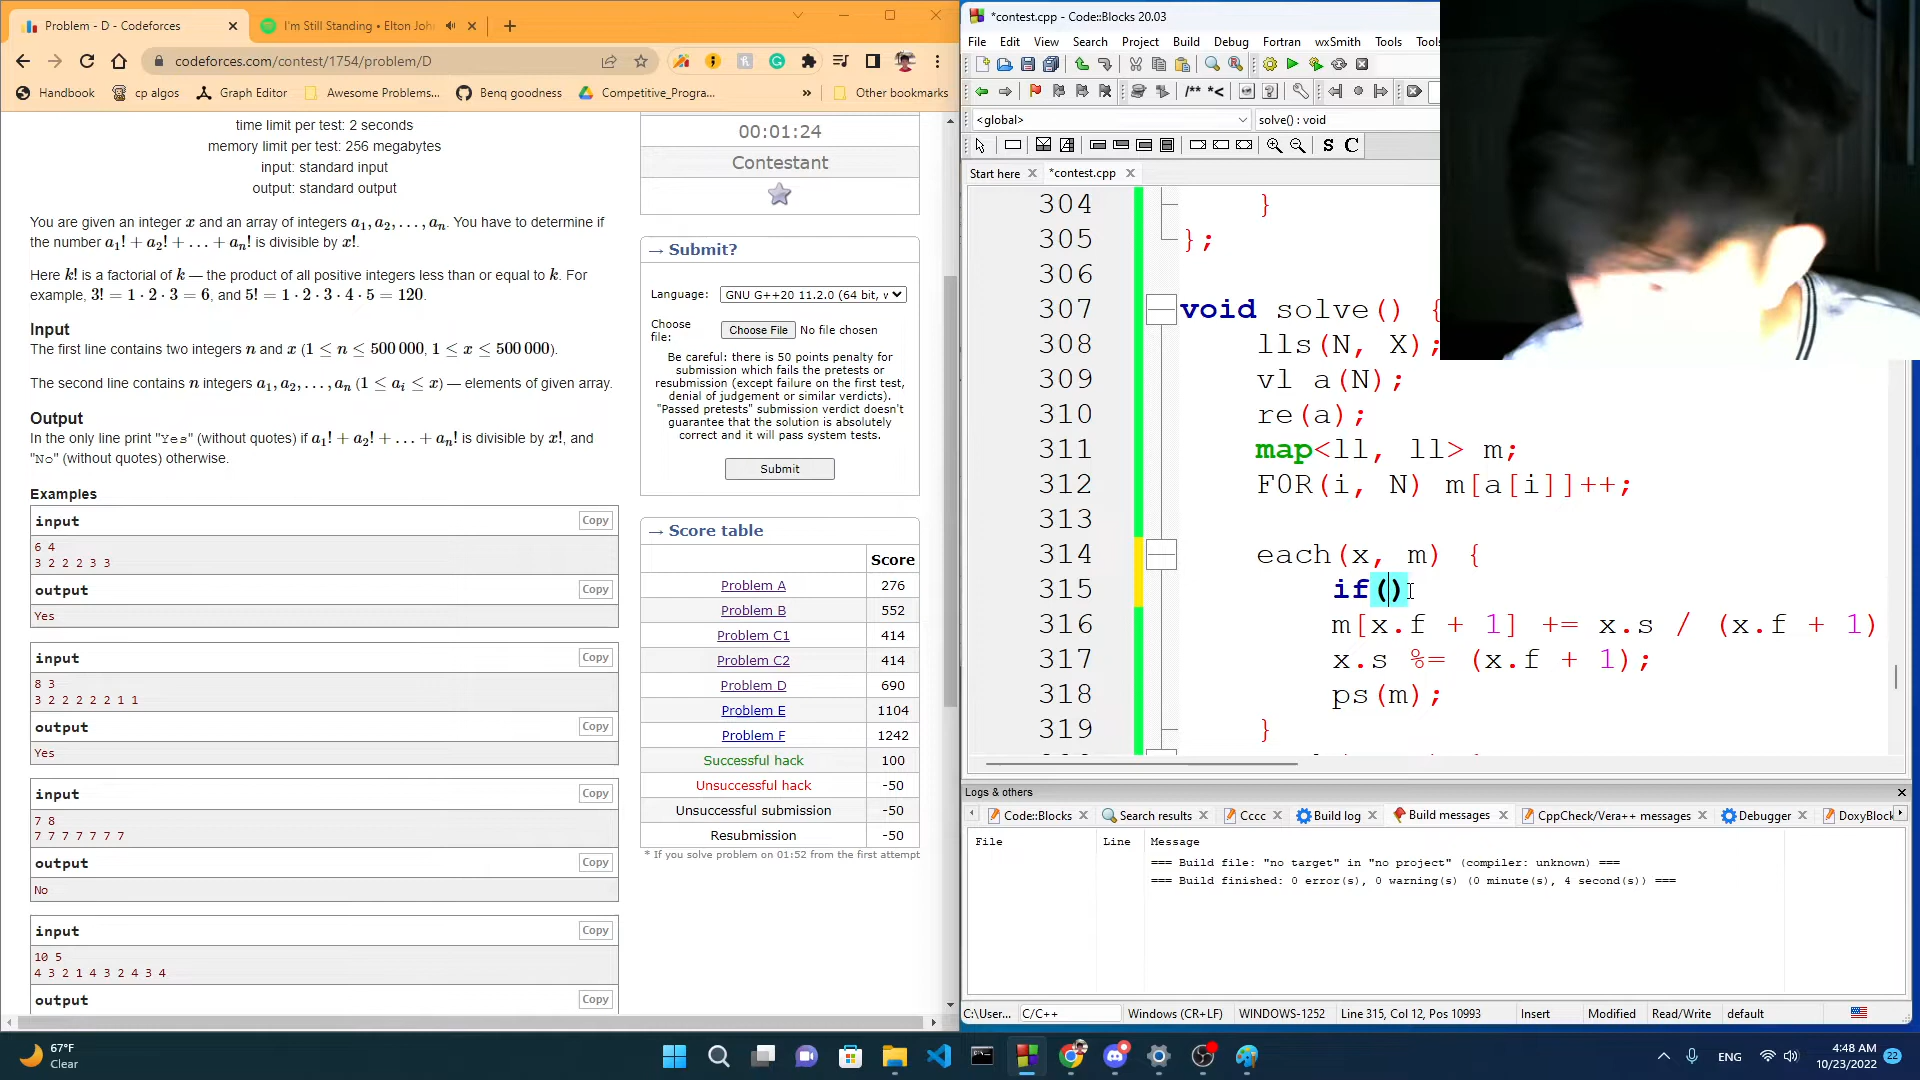 Problem - D - Codeforces
I'm Still Standing • Elton John
codeforces.com/contest/1754/problem/D
Handbook
cp algos
Graph Editor
Awesome Problems...
Benq goodness
Competitive_Progra...
»
Other bookmarks
time limit per test: 2 seconds
memory limit per test: 256 megabytes
input: standard input
output: standard output
You are given an integer x and an array of integers a1, a2, . . . , an. You have to determine if
the number a1! + a2! + . . . + an! is divisible by x!.
Here k! is a factorial of k — the product of all positive integers less than or equal to k. For
example, 3! = 1 · 2 · 3 = 6, and 5! = 1 · 2 · 3 · 4 · 5 = 120.
Input
The first line contains two integers n and x (1 ≤ n ≤ 500 000, 1 ≤ x ≤ 500 000).
The second line contains n integers a1, a2, . . . , an (1 ≤ ai ≤ x) — elements of given array.
Output
In the only line print "Yes" (without quotes) if a1! + a2! + . . . + an! is divisible by x!, and
"No" (without quotes) otherwise.
Examples
input
Copy
6 4
3 2 2 2 3 3
output
Copy
Yes
input
Copy
8 3
3 2 2 2 2 2 1 1
output
Copy
Yes
input
Copy
7 8
7 7 7 7 7 7 7
output
Copy
No
input
Copy
10 5
4 3 2 1 4 3 2 4 3 4
output
Copy
00:01:24
Contestant
→ Submit?
Language:
GNU G++20 11.2.0 (64 bit, v
Choose
file:
Choose File No file chosen
Be careful: there is 50 points penalty for
submission which fails the pretests or
resubmission (except failure on the first test,
denial of judgement or similar verdicts).
"Passed pretests" submission verdict doesn't
guarantee that the solution is absolutely
correct and it will pass system tests.
Submit
→ Score table
Score
Problem A 276
Problem B 552
Problem C1 414
Problem C2 414
Problem D 690
Problem E 1104
Problem F 1242
Successful hack 100
Unsuccessful hack -50
Unsuccessful submission -50
Resubmission -50
* If you solve problem on 01:52 from the first attempt
*contest.cpp - Code::Blocks 20.03
File Edit View Search Project Build Debug Fortran wxSmith Tools Tools
/** *<
<global>
solve() : void
S C
Start here
*contest.cpp
304 }
305 };
306
307 void solve() {
308 lls(N, X);
309 vl a(N);
310 re(a);
311 map<ll, ll> m;
312 FOR(i, N) m[a[i]]++;
313
314 each(x, m) {
315 if()
316 m[x.f + 1] += x.s / (x.f + 1)
317 x.s %= (x.f + 1);
318 ps(m);
319 }
Logs & others
Code::Blocks
Search results
Cccc
Build log
Build messages
CppCheck/Vera++ messages
Debugger
DoxyBlock
File Line Message
=== Build file: "no target" in "no project" (compiler: unknown) ===
=== Build finished: 0 error(s), 0 warning(s) (0 minute(s), 4 second(s)) ===
C:\User...
C/C++
Windows (CR+LF)
WINDOWS-1252
Line 315, Col 12, Pos 10993
Insert
Modified
Read/Write
default
67°F
Clear
ENG
4:48 AM
10/23/2022
22